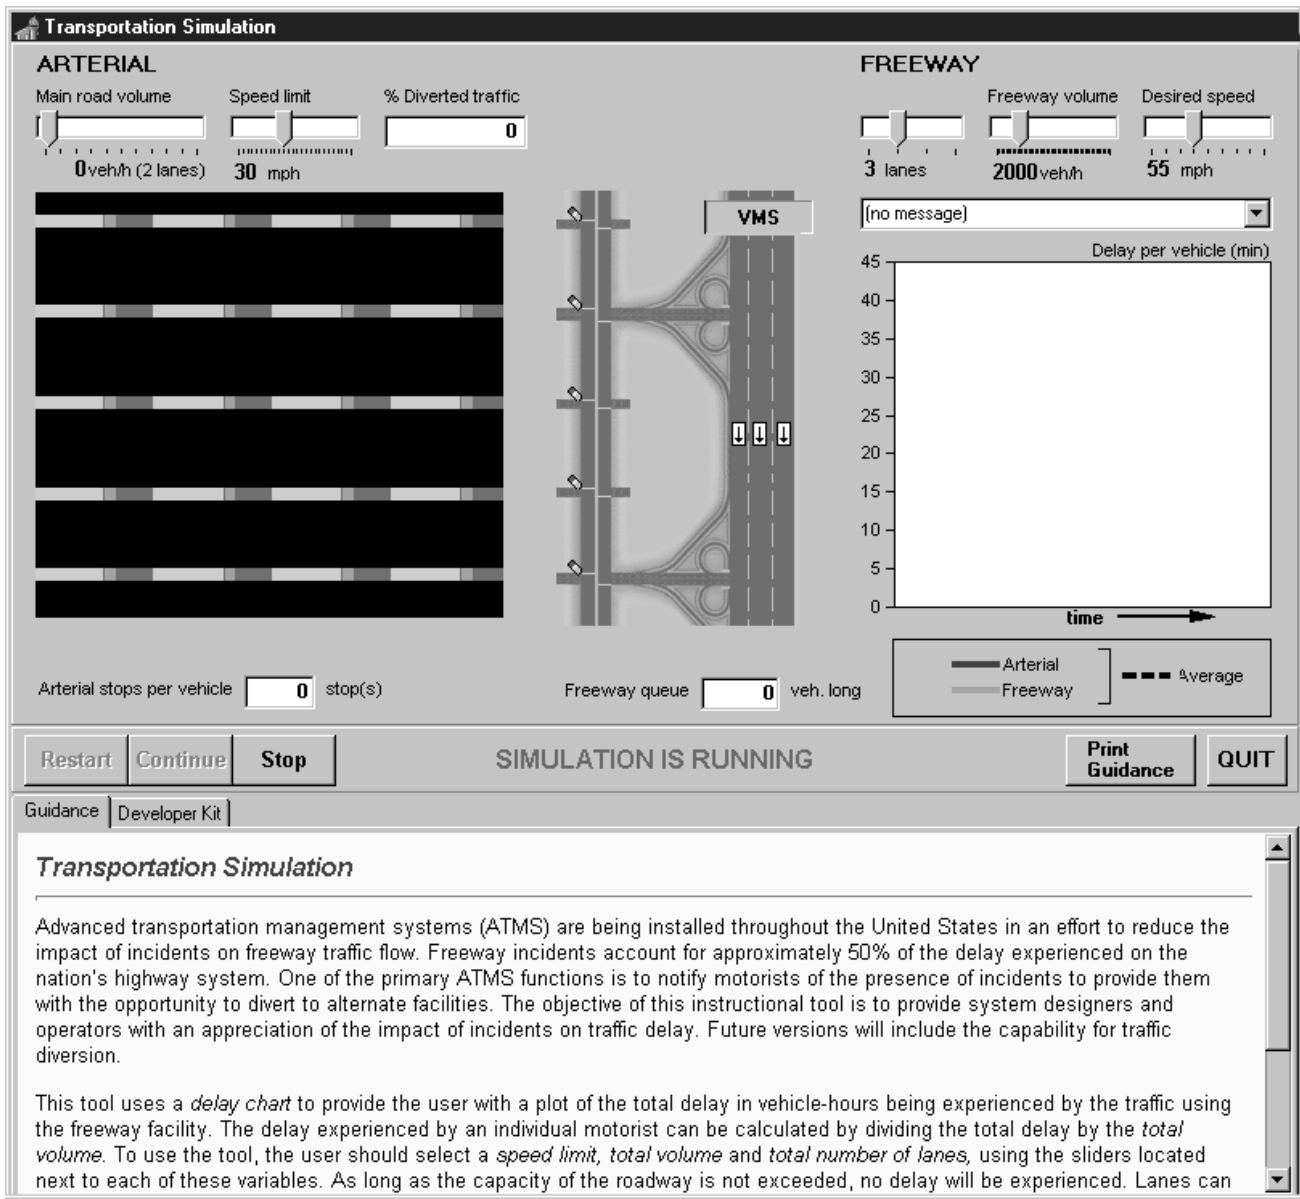 Transportation Simulation
ARTERIAL
FREEWAY
Main road volume
Speed limit
% Diverted traffic
Freeway volume
Desired speed
0
0 veh/h (2 lanes)
30 mph
3 lanes
2000 veh/h
55 mph
VMS
(no message)
Delay per vehicle (min)
45
40
35
30
25
20
15
10
5
0
time
Arterial
Freeway
Average
Arterial stops per vehicle 0 stop(s)
Freeway queue 0 veh. long
Restart
Continue
Stop
SIMULATION IS RUNNING
Print
Guidance
QUIT
Guidance
Developer Kit
Transportation Simulation
Advanced transportation management systems (ATMS) are being installed throughout the United States in an effort to reduce the
impact of incidents on freeway traffic flow. Freeway incidents account for approximately 50% of the delay experienced on the
nation's highway system. One of the primary ATMS functions is to notify motorists of the presence of incidents to provide them
with the opportunity to divert to alternate facilities. The objective of this instructional tool is to provide system designers and
operators with an appreciation of the impact of incidents on traffic delay. Future versions will include the capability for traffic
diversion.
This tool uses a delay chart to provide the user with a plot of the total delay in vehicle-hours being experienced by the traffic using
the freeway facility. The delay experienced by an individual motorist can be calculated by dividing the total delay by the total
volume. To use the tool, the user should select a speed limit, total volume and total number of lanes, using the sliders located
next to each of these variables. As long as the capacity of the roadway is not exceeded, no delay will be experienced. Lanes can